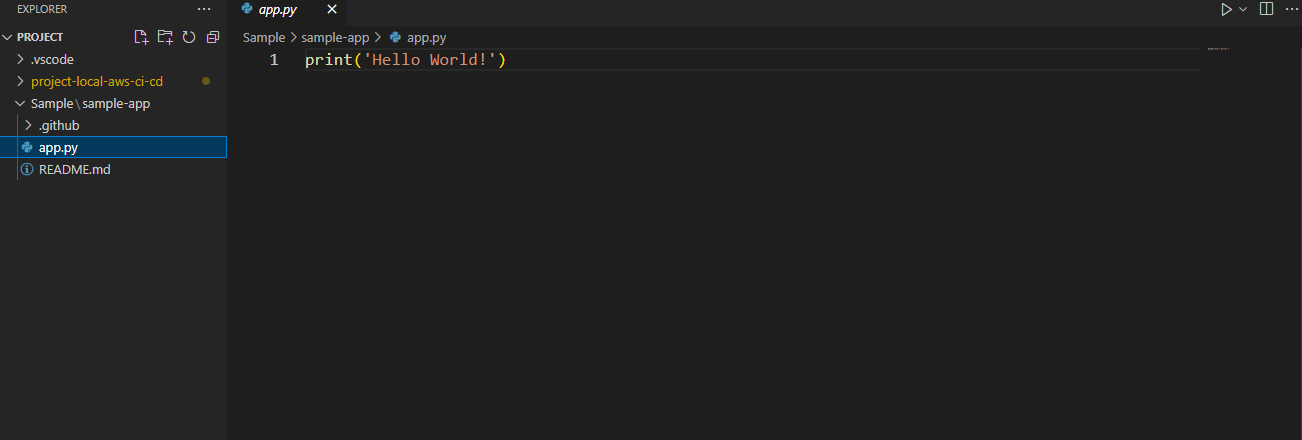 EXPLORER ...
PROJECT
.vscode
project-local-aws-ci-cd
Sample\sample-app
.github
app.py
README.md
app.py
Sample > sample-app > app.py
1 print('Hello World!')